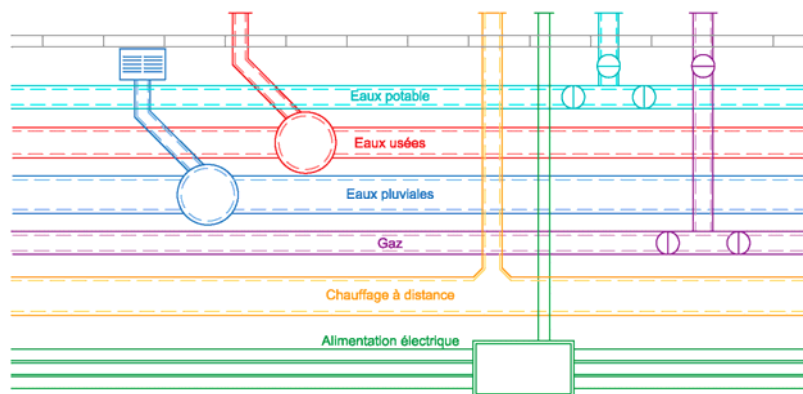 Eaux potable
Eaux usées
Eaux pluviales
Gaz
Chauffage à distance
Alimentation électrique